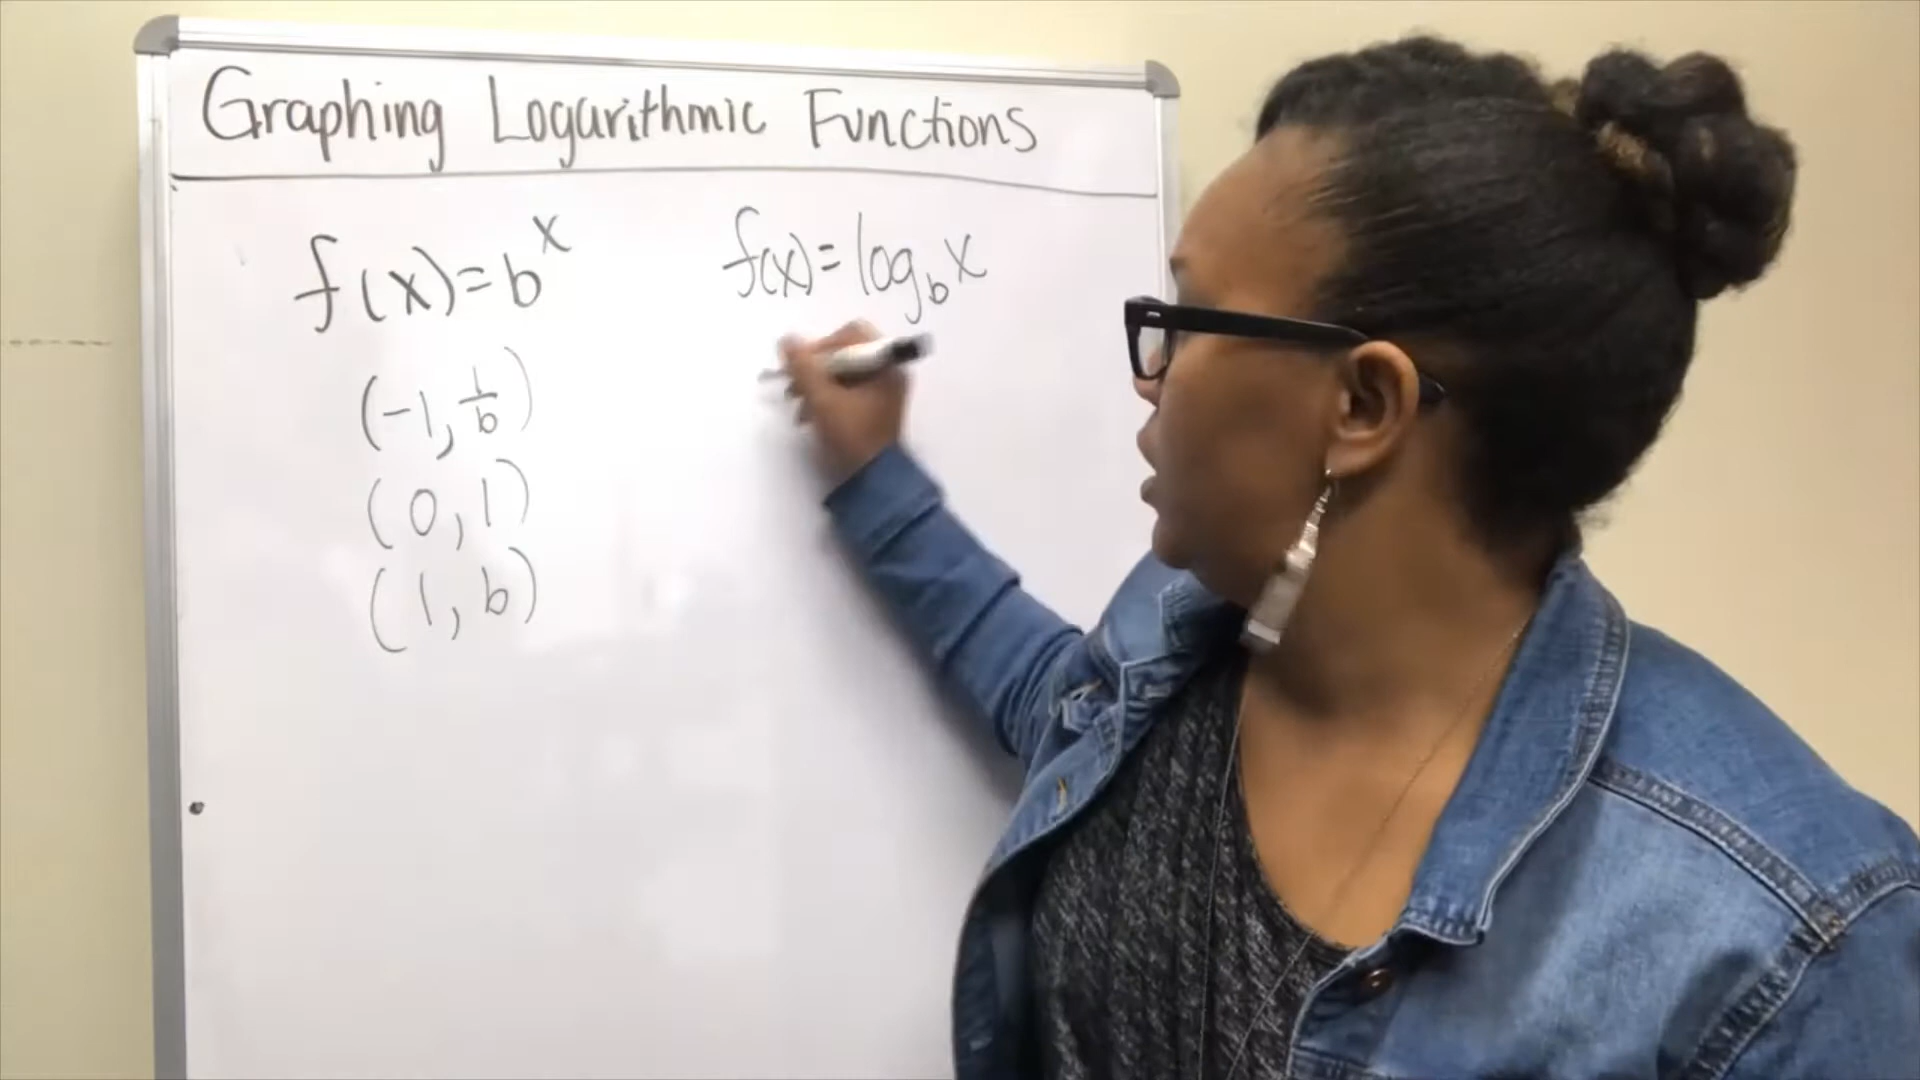 Graphing Logarithmic Functions
f(x)=b^x
(-1, 1/b)
(0, 1)
(1, b)
f(x)=log_b x